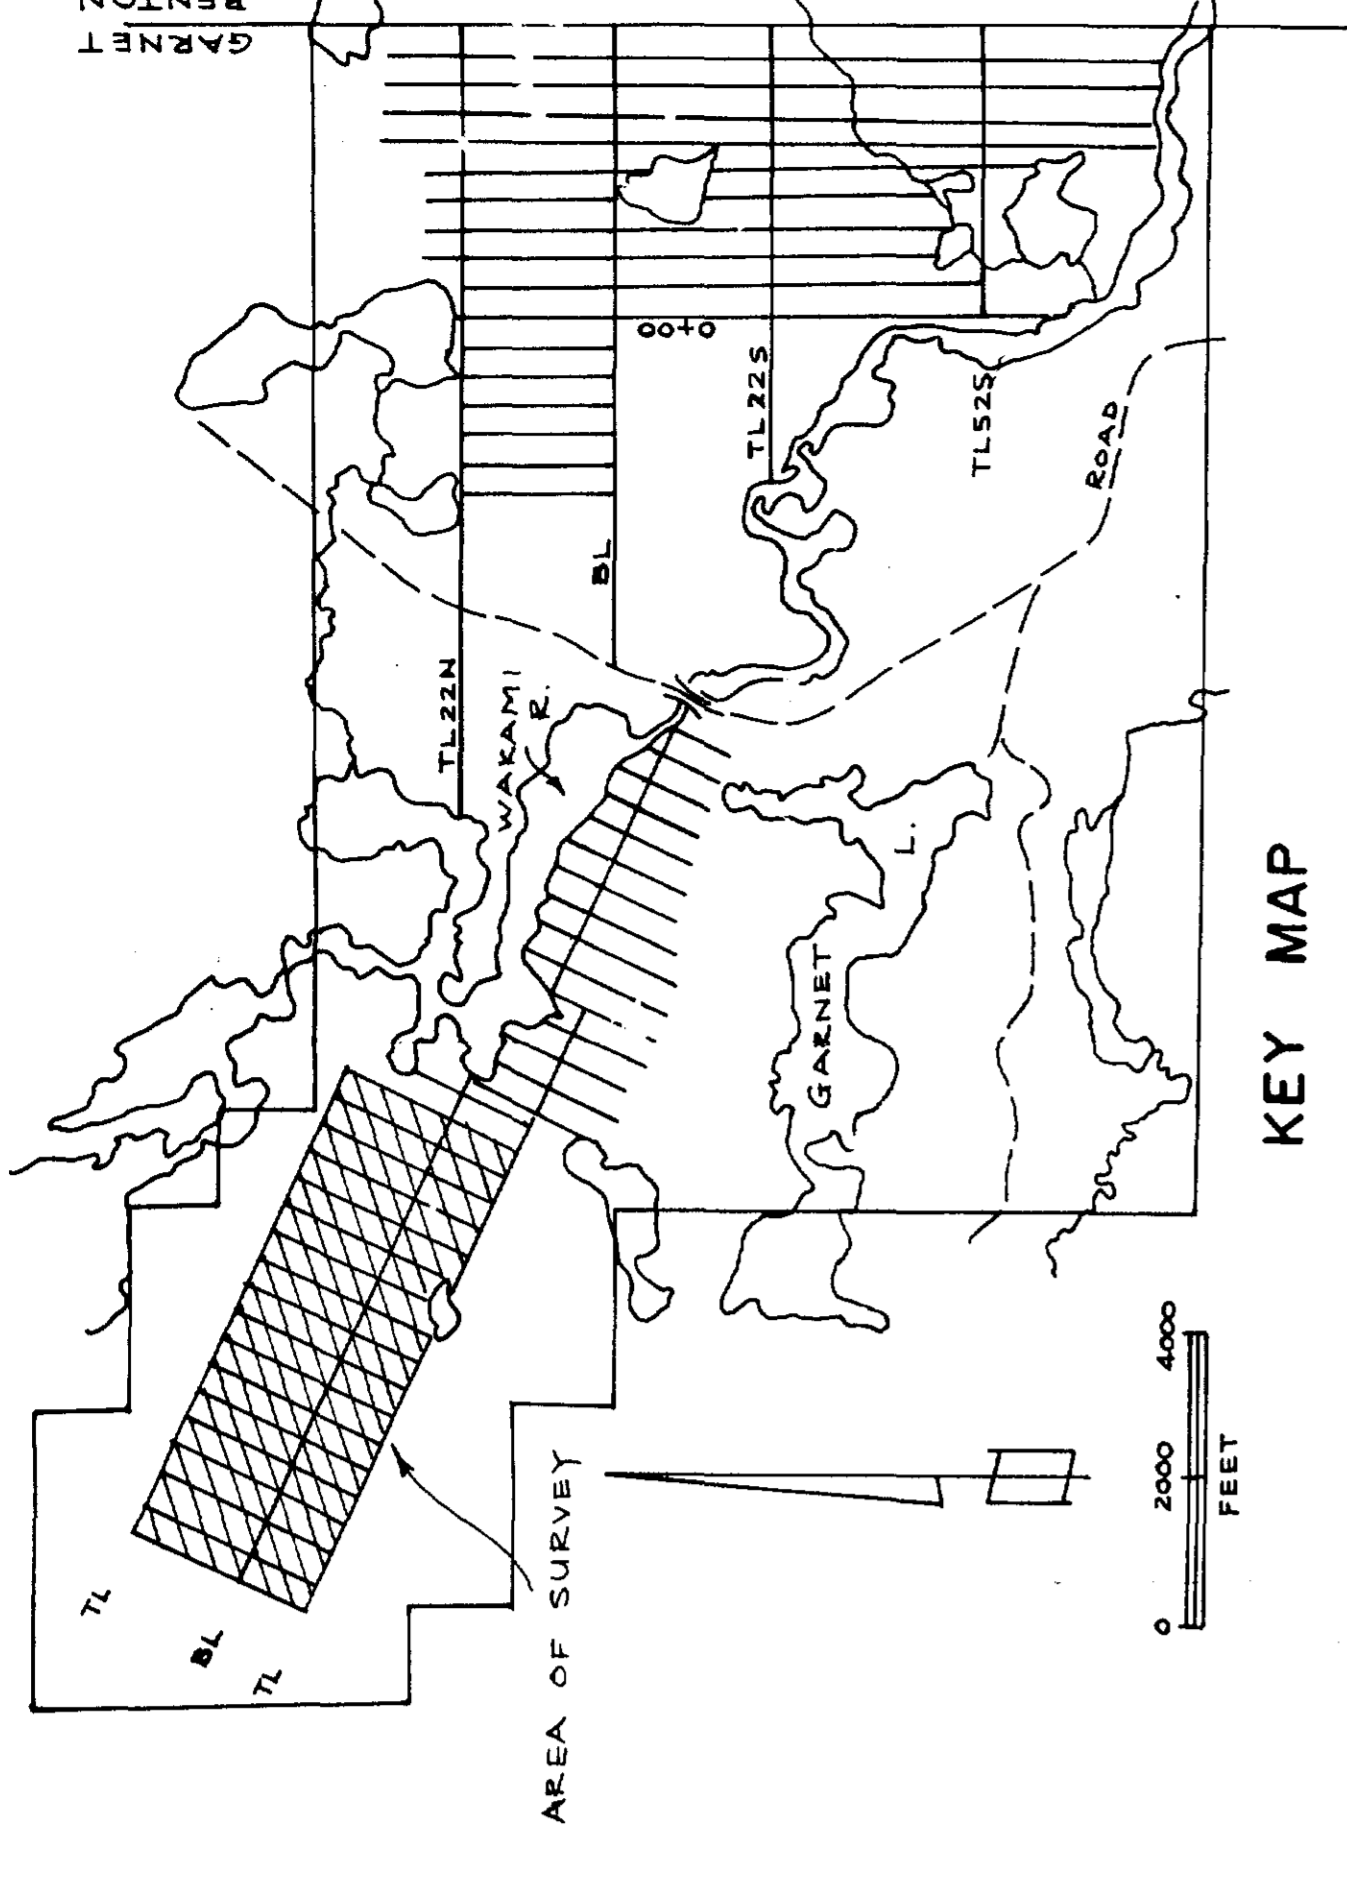 BENTON
GARNET
0+00
TL22S
TL52S
ROAD
BL
TL22N
WAKAMI
R.
GARNET
L.
KEY MAP
TL
BL
TL
AREA OF SURVEY
0 2000 4000
FEET